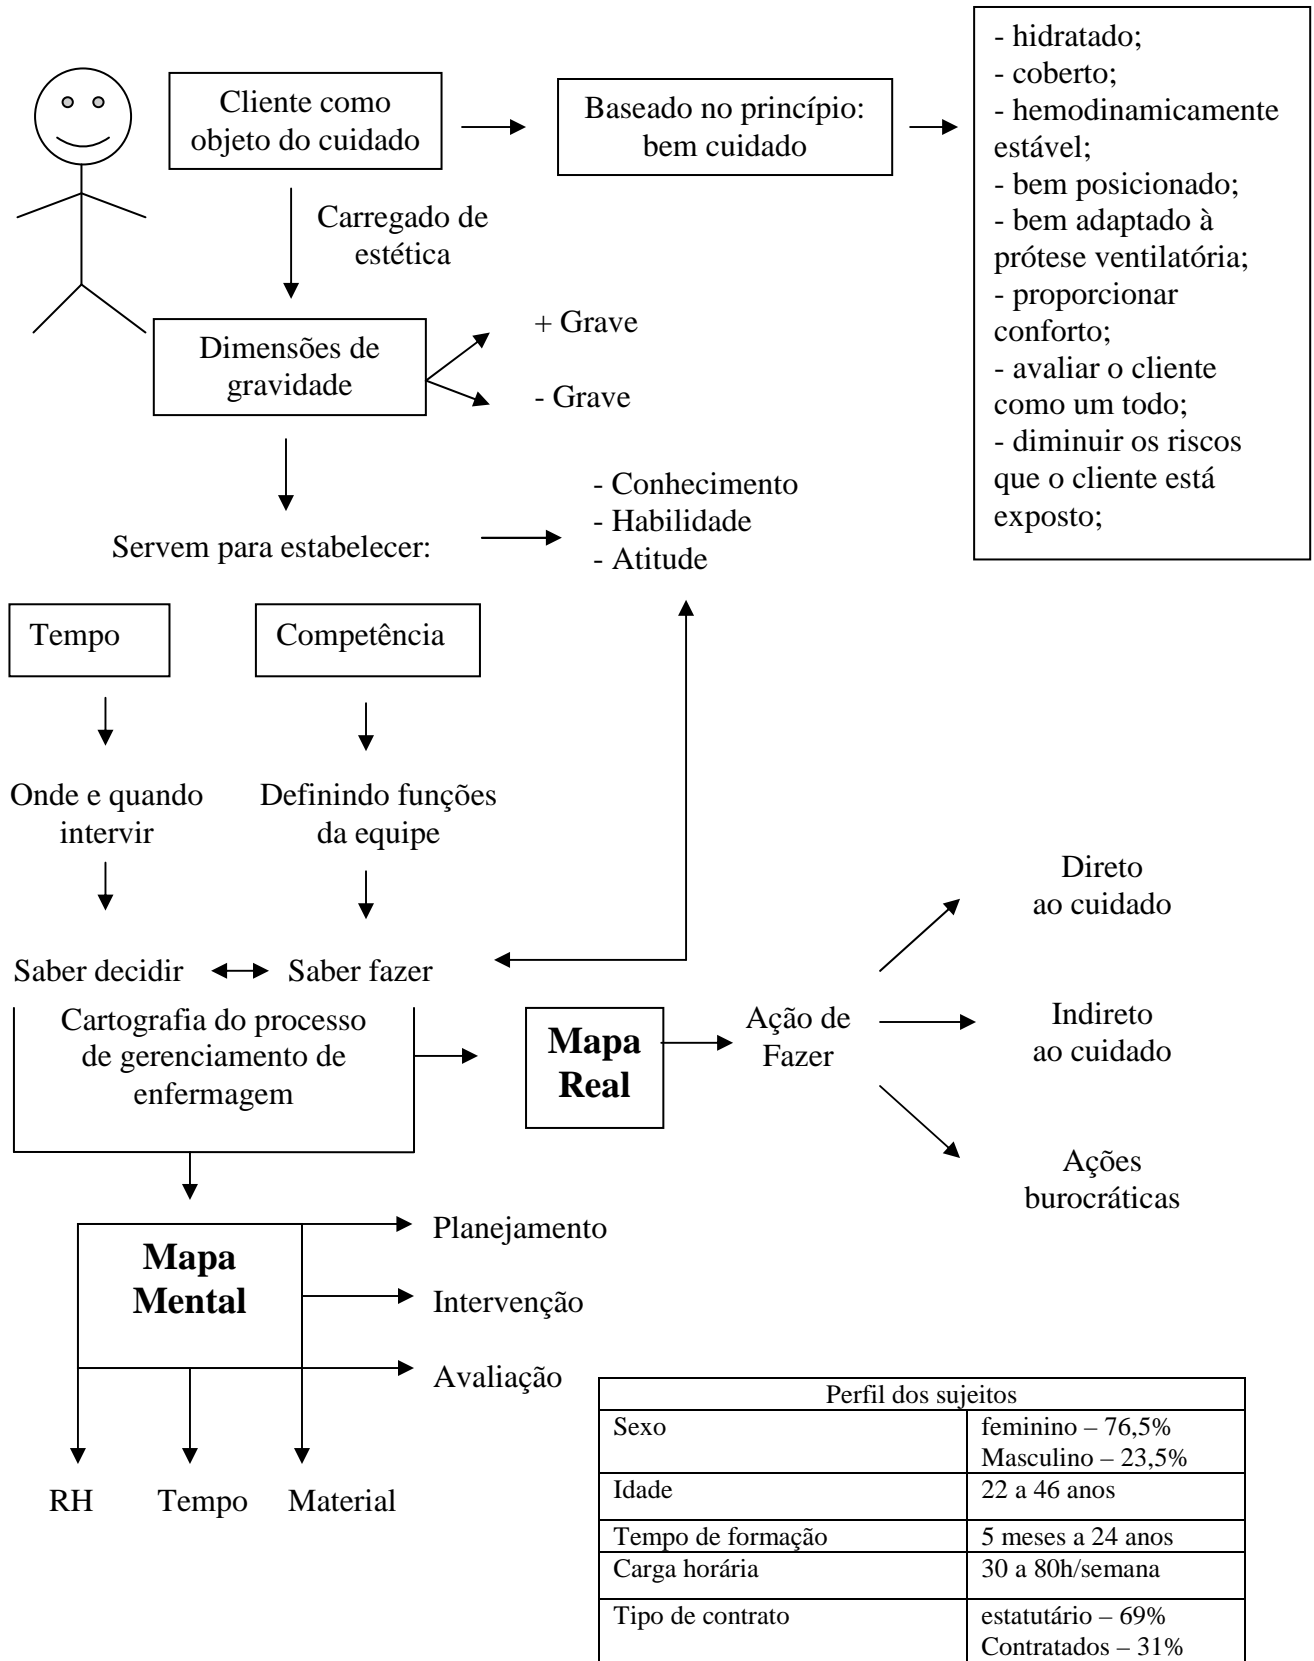 Cliente como
objeto do cuidado
Baseado no princípio:
bem cuidado
- hidratado;
- coberto;
- hemodinamicamente
estável;
- bem posicionado;
- bem adaptado à
prótese ventilatória;
- proporcionar
conforto;
- avaliar o cliente
como um todo;
- diminuir os riscos
que o cliente está
exposto;
Carregado de
estética
Dimensões de
gravidade
+ Grave
- Grave
Servem para estabelecer:
- Conhecimento
- Habilidade
- Atitude
Tempo
Competência
Onde e quando
intervir
Definindo funções
da equipe
Saber decidir
Saber fazer
Cartografia do processo
de gerenciamento de
enfermagem
Mapa
Real
Ação de
Fazer
Direto
ao cuidado
Indireto
ao cuidado
Ações
burocráticas
Mapa
Mental
Planejamento
Intervenção
Avaliação
RH
Tempo
Material
Perfil dos sujeitos
Sexo
feminino – 76,5%
Masculino – 23,5%
Idade
22 a 46 anos
Tempo de formação
5 meses a 24 anos
Carga horária
30 a 80h/semana
Tipo de contrato
estatutário – 69%
Contratados – 31%